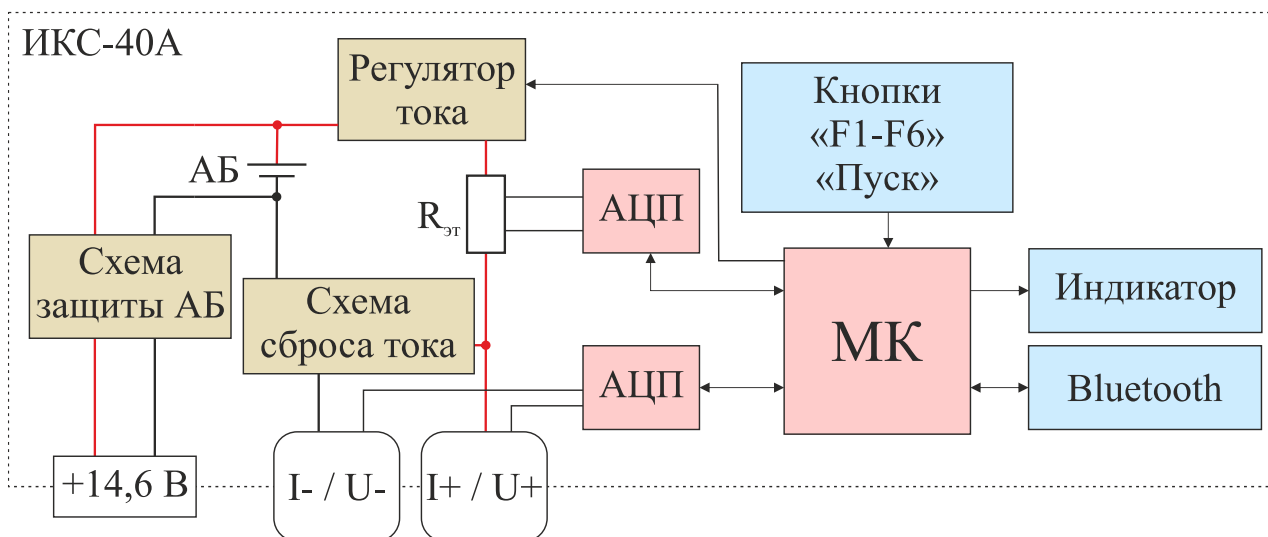 ИКС-40А
Регулятор
тока
Кнопки
«F1-F6»
«Пуск»
АБ
АЦП
Rэт
Схема
защиты АБ
Схема
сброса тока
МК
Индикатор
АЦП
Bluetooth
+14,6 В
I- / U-
I+ / U+